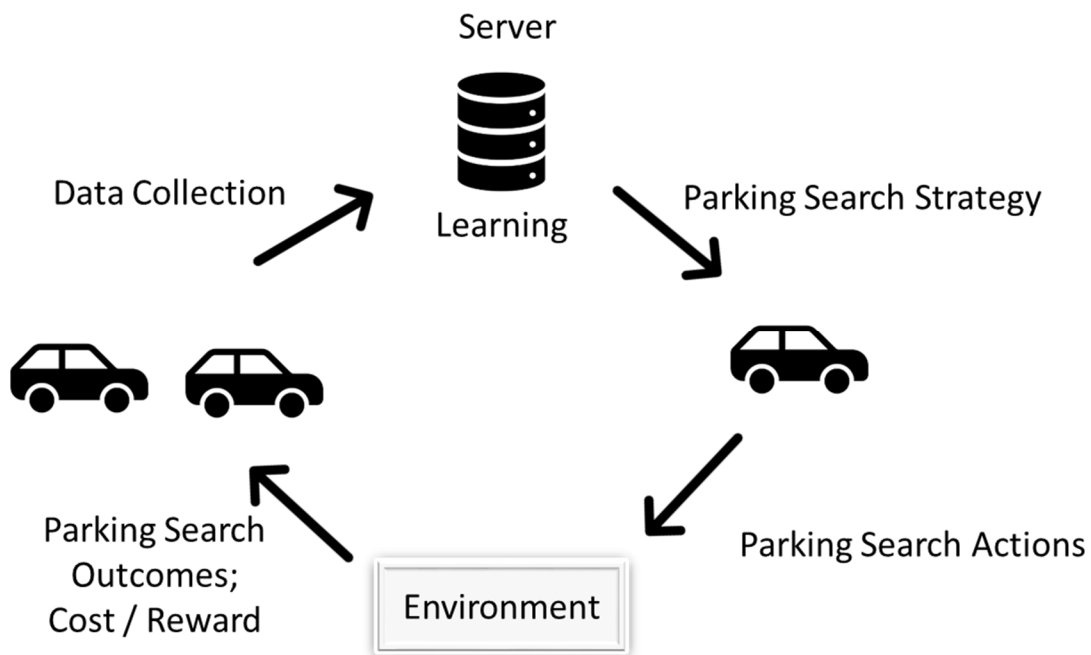 Server
Data Collection
Learning
Parking Search Strategy
Parking Search Actions
Parking Search
Outcomes;
Cost / Reward
Environment